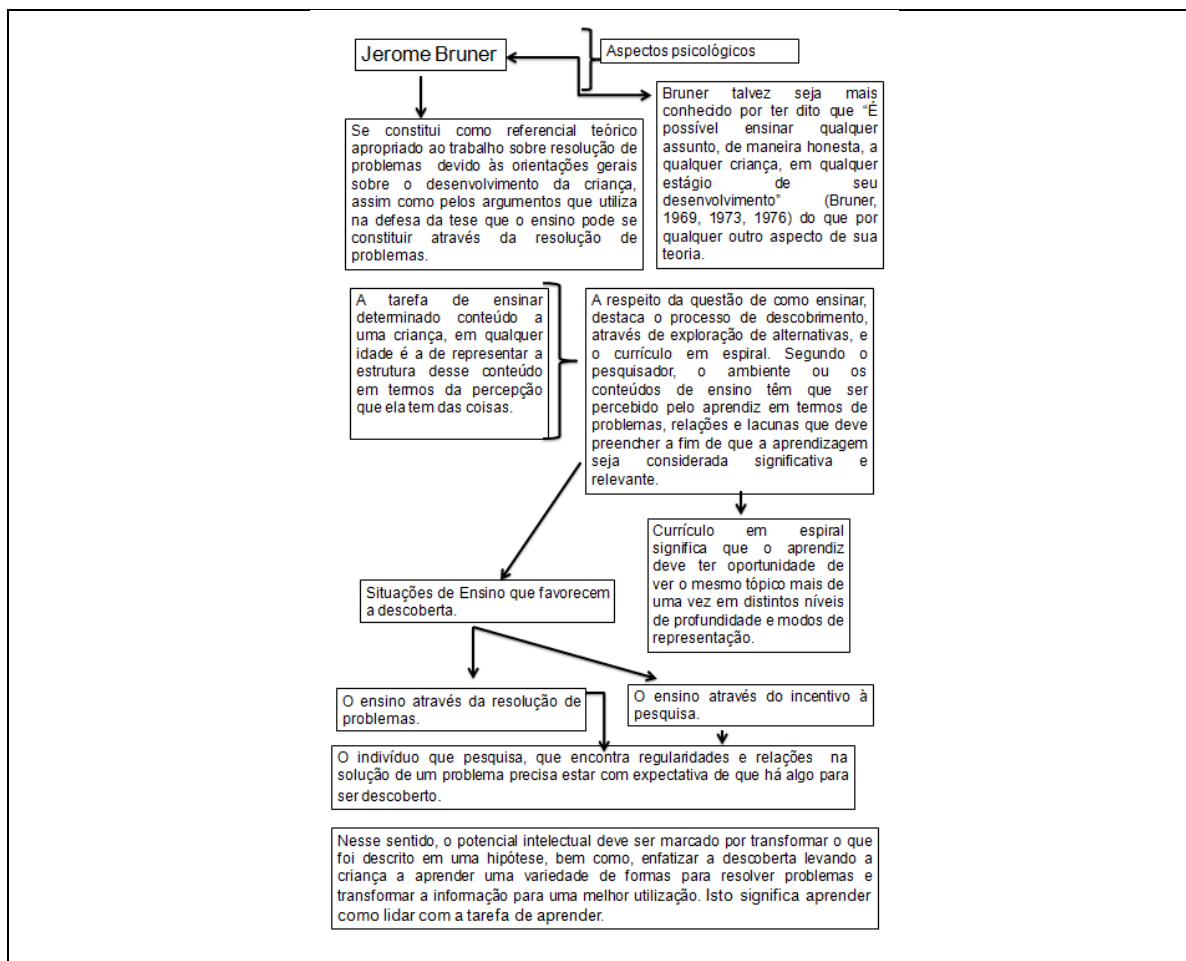 Jerome Bruner
Aspectos psicológicos
Bruner talvez seja mais
conhecido por ter dito que “É
possível ensinar qualquer
assunto, de maneira honesta, a
qualquer criança, em qualquer
estágio de seu
desenvolvimento” (Bruner,
1969, 1973, 1976) do que por
qualquer outro aspecto de sua
teoria.
Se constitui como referencial teórico
apropriado ao trabalho sobre resolução de
problemas devido às orientações gerais
sobre o desenvolvimento da criança,
assim como pelos argumentos que utiliza
na defesa da tese que o ensino pode se
constituir através da resolução de
problemas.
A tarefa de ensinar
determinado conteúdo a
uma criança, em qualquer
idade é a de representar a
estrutura desse conteúdo
em termos da percepção
que ela tem das coisas.
A respeito da questão de como ensinar,
destaca o processo de descobrimento,
através de exploração de alternativas, e
o currículo em espiral. Segundo o
pesquisador, o ambiente ou os
conteúdos de ensino têm que ser
percebido pelo aprendiz em termos de
problemas, relações e lacunas que deve
preencher a fim de que a aprendizagem
seja considerada significativa e
relevante.
Currículo em espiral
significa que o aprendiz
deve ter oportunidade de
ver o mesmo tópico mais de
uma vez em distintos níveis
de profundidade e modos de
representação.
Situações de Ensino que favorecem
a descoberta.
O ensino através da resolução de
problemas.
O ensino através do incentivo à
pesquisa.
O indivíduo que pesquisa, que encontra regularidades e relações na
solução de um problema precisa estar com expectativa de que há algo para
ser descoberto.
Nesse sentido, o potencial intelectual deve ser marcado por transformar o que
foi descrito em uma hipótese, bem como, enfatizar a descoberta levando a
criança a aprender uma variedade de formas para resolver problemas e
transformar a informação para uma melhor utilização. Isto significa aprender
como lidar com a tarefa de aprender.